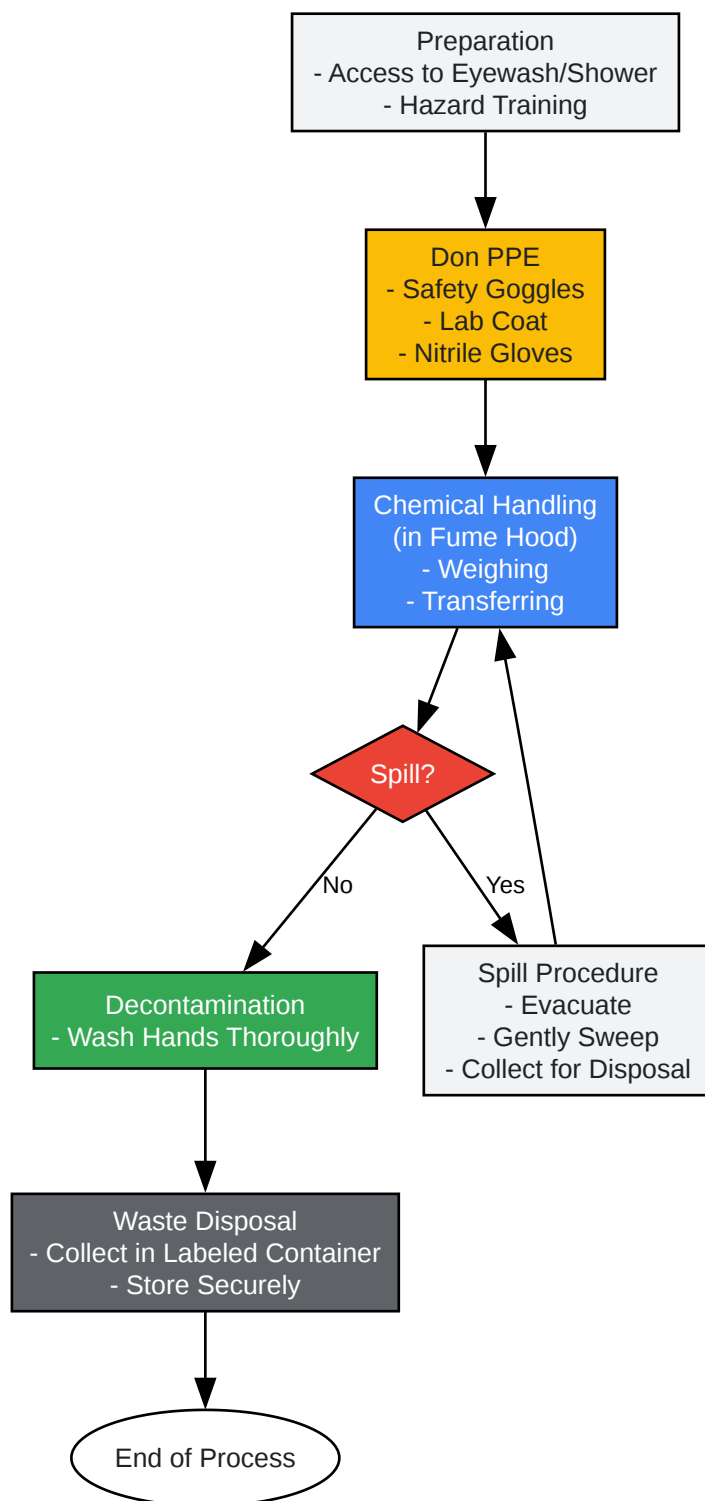 Preparation
- Access to Eyewash/Shower
- Hazard Training
Don PPE
- Safety Goggles
- Lab Coat
- Nitrile Gloves
Chemical Handling
(in Fume Hood)
- Weighing
- Transferring
Spill?
No
Yes
Spill Procedure
- Evacuate
- Gently Sweep
- Collect for Disposal
Decontamination
- Wash Hands Thoroughly
Waste Disposal
- Collect in Labeled Container
- Store Securely
End of Process